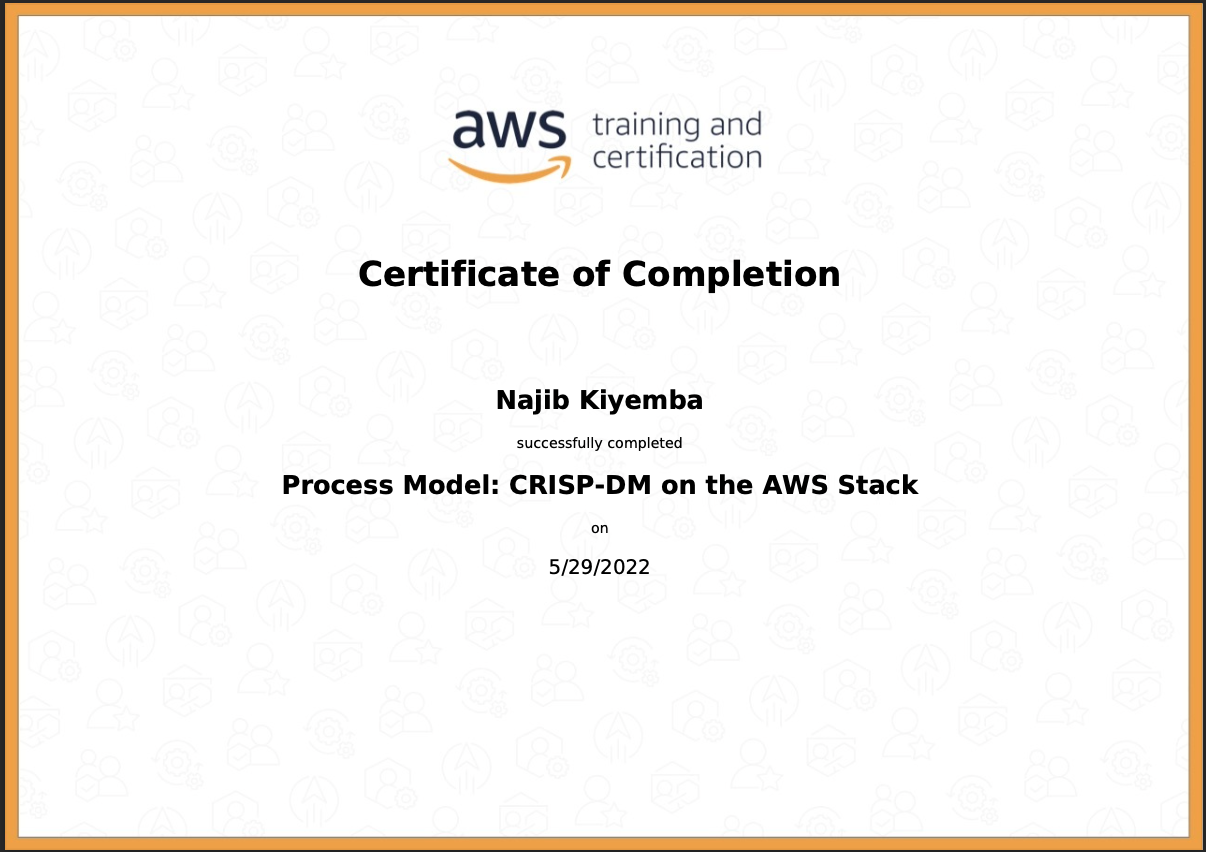 aws training and
certification
Certificate of Completion
Najib Kiyemba
successfully completed
Process Model: CRISP-DM on the AWS Stack
on
5/29/2022